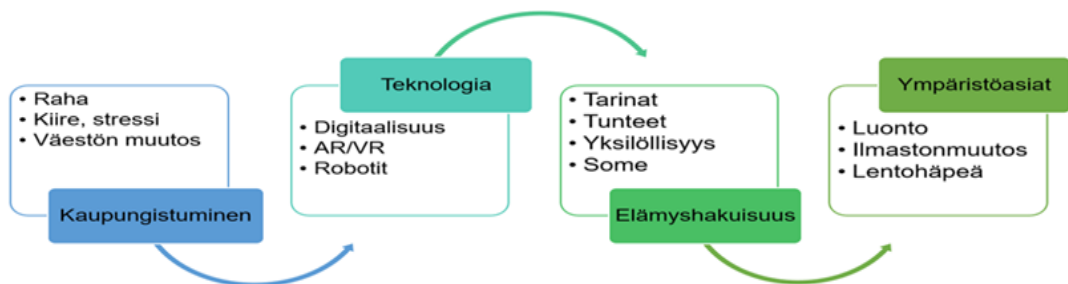 Raha
Kiire, stressi
Väestön muutos
Kaupungistuminen
Teknologia
Digitaalisuus
AR/VR
Robotit
Tarinat
Tunteet
Yksilöllisyys
Some
Elämyshakuisuus
Ympäristöasiat
Luonto
Ilmastonmuutos
Lentohäpeä